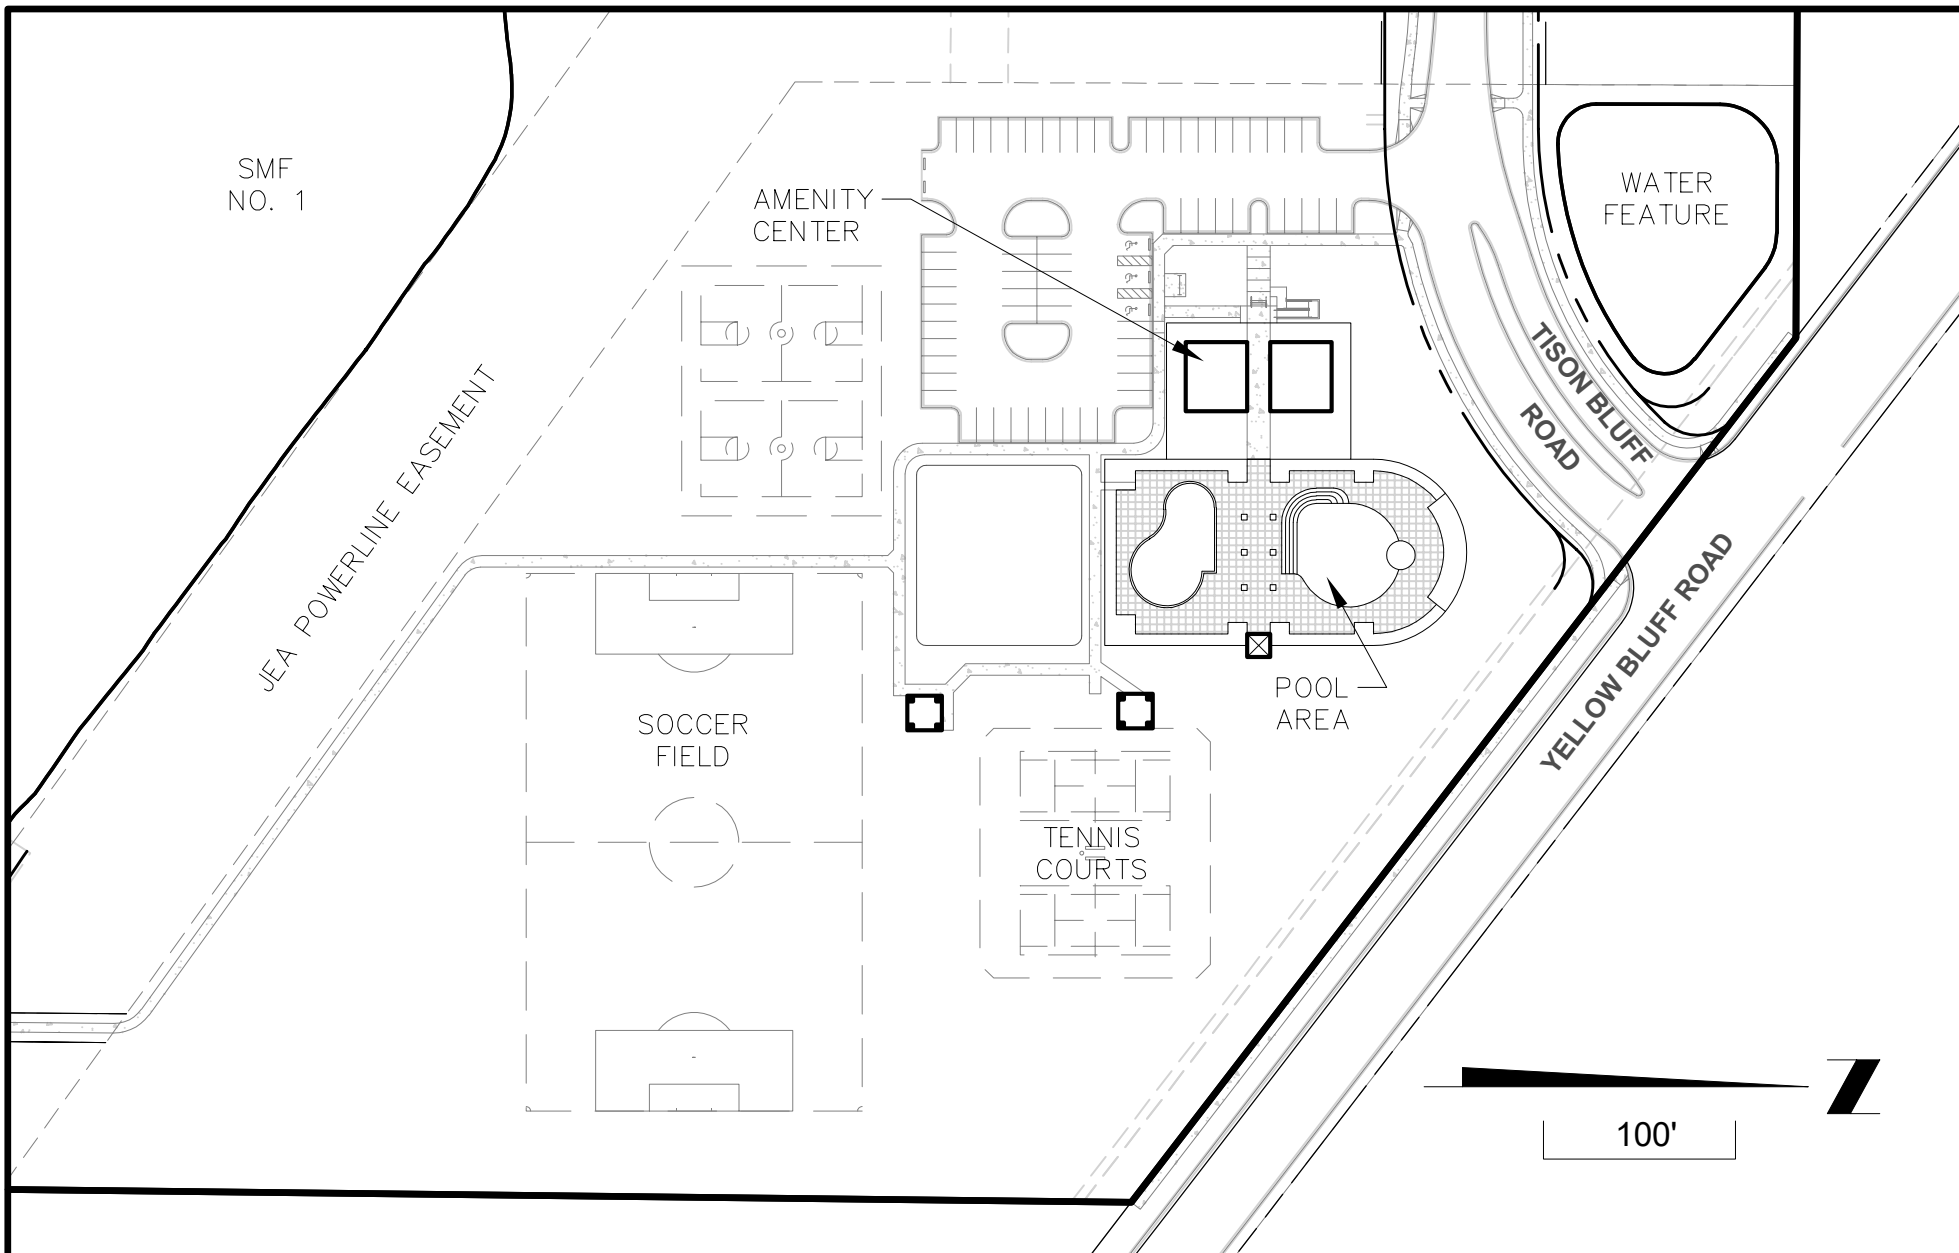 SMF
NO. 1
AMENITY
CENTER
WATER
FEATURE
TISON BLUFF
ROAD
JEA POWERLINE EASEMENT
YELLOW BLUFF ROAD
POOL
AREA
SOCCER
FIELD
TENNIS
COURTS
Z
100'